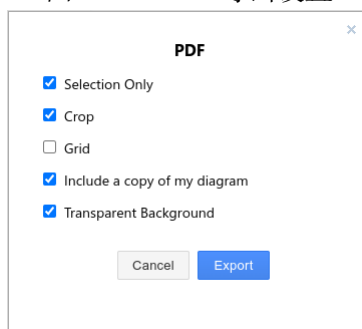 PDF
Selection Only
Crop
Grid
Include a copy of my diagram
Transparent Background
Cancel Export